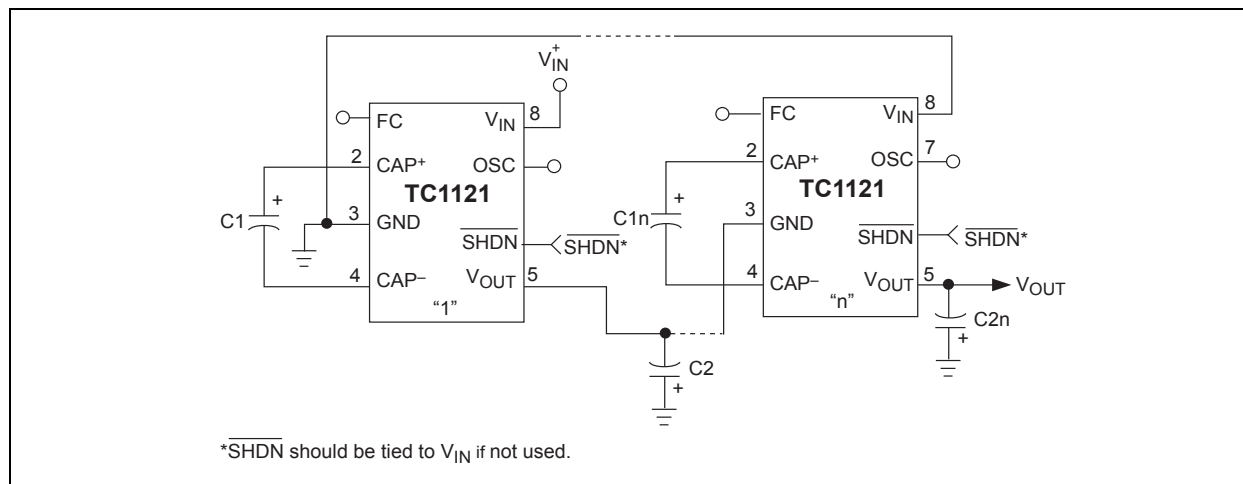 V+IN
FC
VIN
8
2
CAP+
OSC
TC1121
C1
+
3
GND
SHDN
SHDN*
4
CAP–
VOUT
5
“1”
C2
+
FC
VIN
8
2
CAP+
OSC
7
TC1121
C1n
+
3
GND
SHDN
SHDN*
4
CAP–
VOUT
5
“n”
VOUT
C2n
+
*SHDN should be tied to VIN if not used.